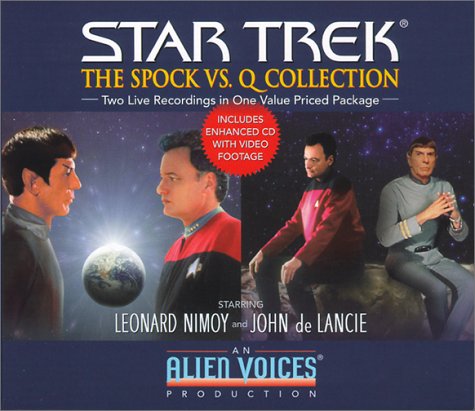 STAR TREK®
THE SPOCK VS. Q COLLECTION
Two Live Recordings in One Value Priced Package
INCLUDES
ENHANCED CD
WITH VIDEO
FOOTAGE
STARRING
LEONARD NIMOY and JOHN de LANCIE
AN
ALIEN VOICES®
PRODUCTION